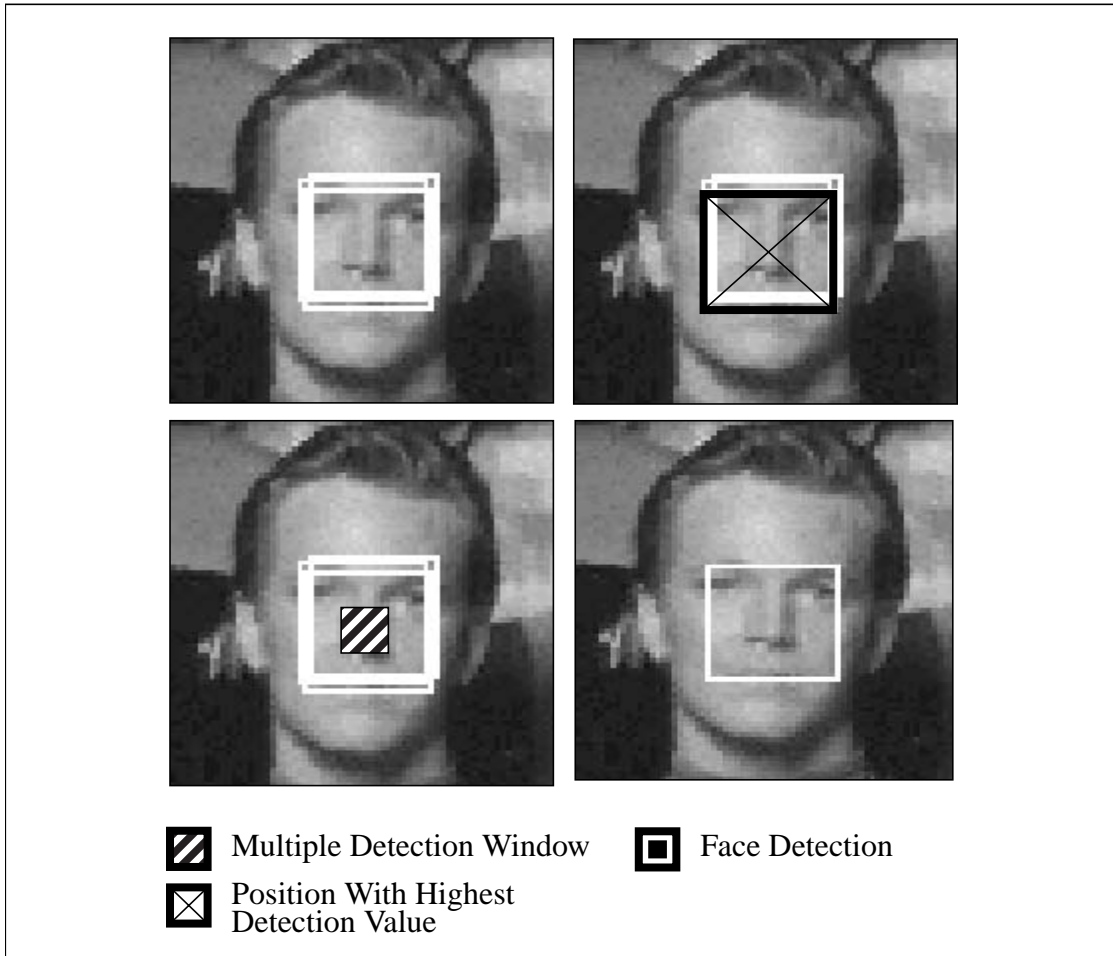 Multiple Detection Window
Face Detection
Position With Highest
Detection Value